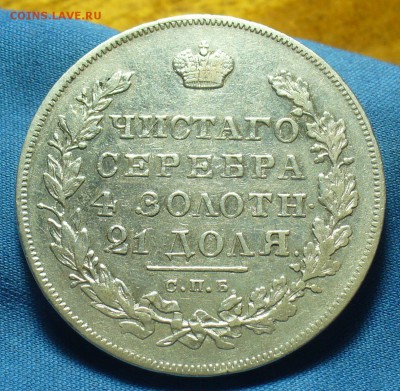 COINS.LAVE.RU
ЧИСТАГО
СЕРЕБРА
4 ЗОЛОТН.
21 ДОЛЯ.
С.П.Б.